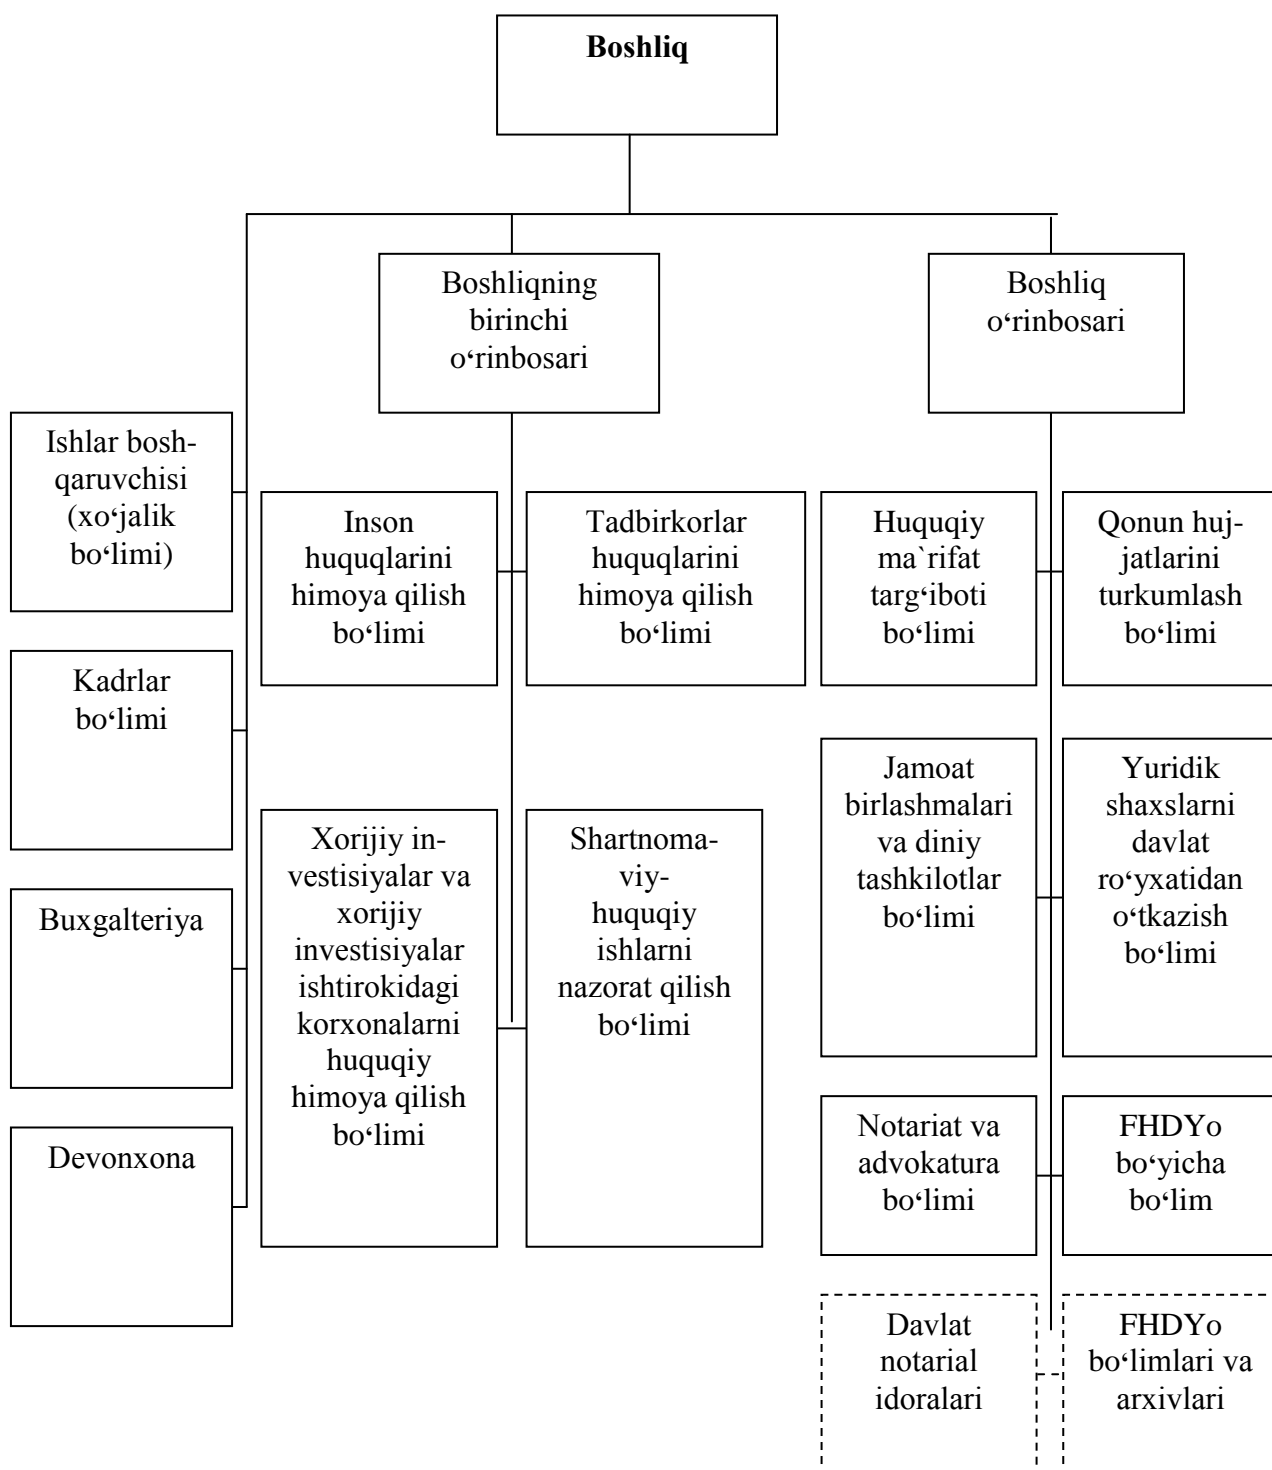 Boshliq
Boshliqning
birinchi
o‘rinbosari
Boshliq
o‘rinbosari
Ishlar bosh-
qaruvchisi
(xo‘jalik
bo‘limi)
Inson
huquqlarini
himoya qilish
bo‘limi
Tadbirkorlar
huquqlarini
himoya qilish
bo‘limi
Huquqiy
ma`rifat
targ‘iboti
bo‘limi
Qonun huj-
jatlarini
turkumlash
bo‘limi
Kadrlar
bo‘limi
Jamoat
birlashmalari
va diniy
tashkilotlar
bo‘limi
Yuridik
shaxslarni
davlat
ro‘yxatidan
o‘tkazish
bo‘limi
Xorijiy in-
vestisiyalar va
xorijiy
investisiyalar
ishtirokidagi
korxonalarni
huquqiy
himoya qilish
bo‘limi
Shartnoma-
viy-
huquqiy
ishlarni
nazorat qilish
bo‘limi
Buxgalteriya
Notariat va
advokatura
bo‘limi
FHDYo
bo‘yicha
bo‘lim
Devonxona
Davlat
notarial
idoralari
FHDYo
bo‘limlari va
arxivlari